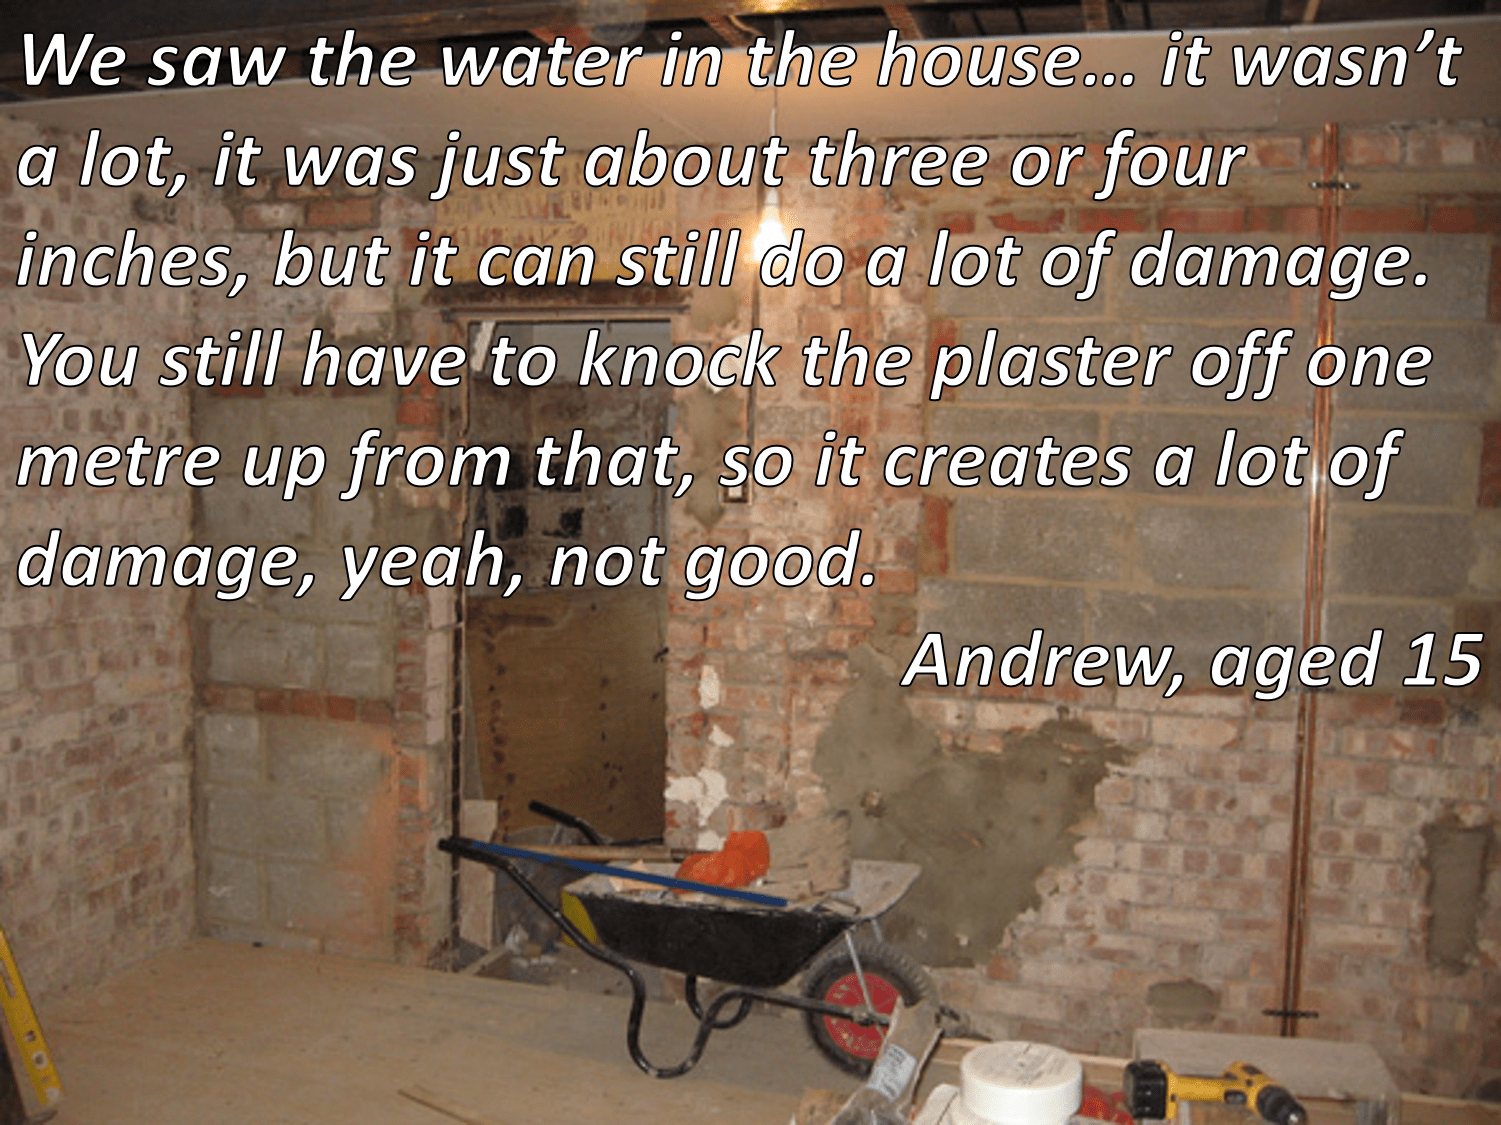 We saw the water in the house… it wasn’t
a lot, it was just about three or four
inches, but it can still do a lot of damage.
You still have to knock the plaster off one
metre up from that, so it creates a lot of
damage, yeah, not good.
Andrew, aged 15